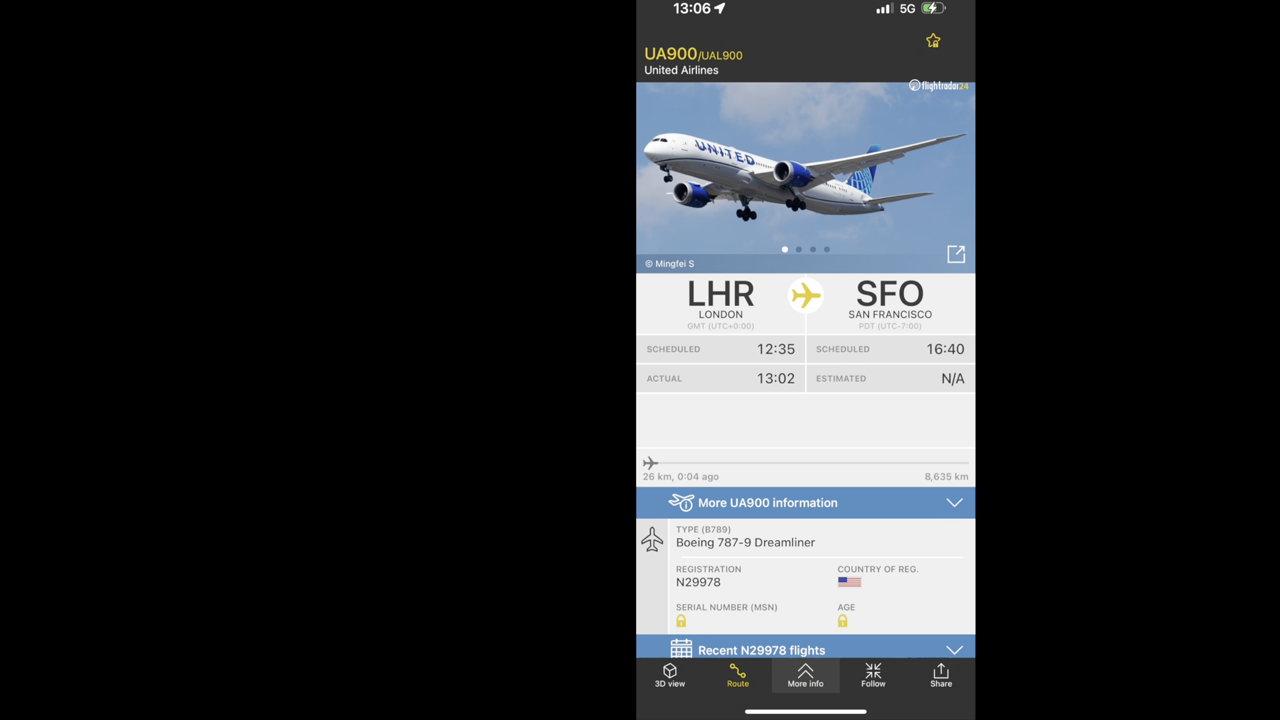 13:06
5G
UA900/UAL900
United Airlines
flightradar24
UNITED
© Mingfei S
LHR
LONDON
GMT (UTC+0:00)
SFO
SAN FRANCISCO
PDT (UTC-7:00)
SCHEDULED 12:35
SCHEDULED 16:40
ACTUAL 13:02
ESTIMATED N/A
26 km, 0:04 ago
8,635 km
More UA900 information
TYPE (B789)
Boeing 787-9 Dreamliner
REGISTRATION
N29978
COUNTRY OF REG.
SERIAL NUMBER (MSN)
AGE
Recent N29978 flights
3D view
Route
More info
Follow
Share